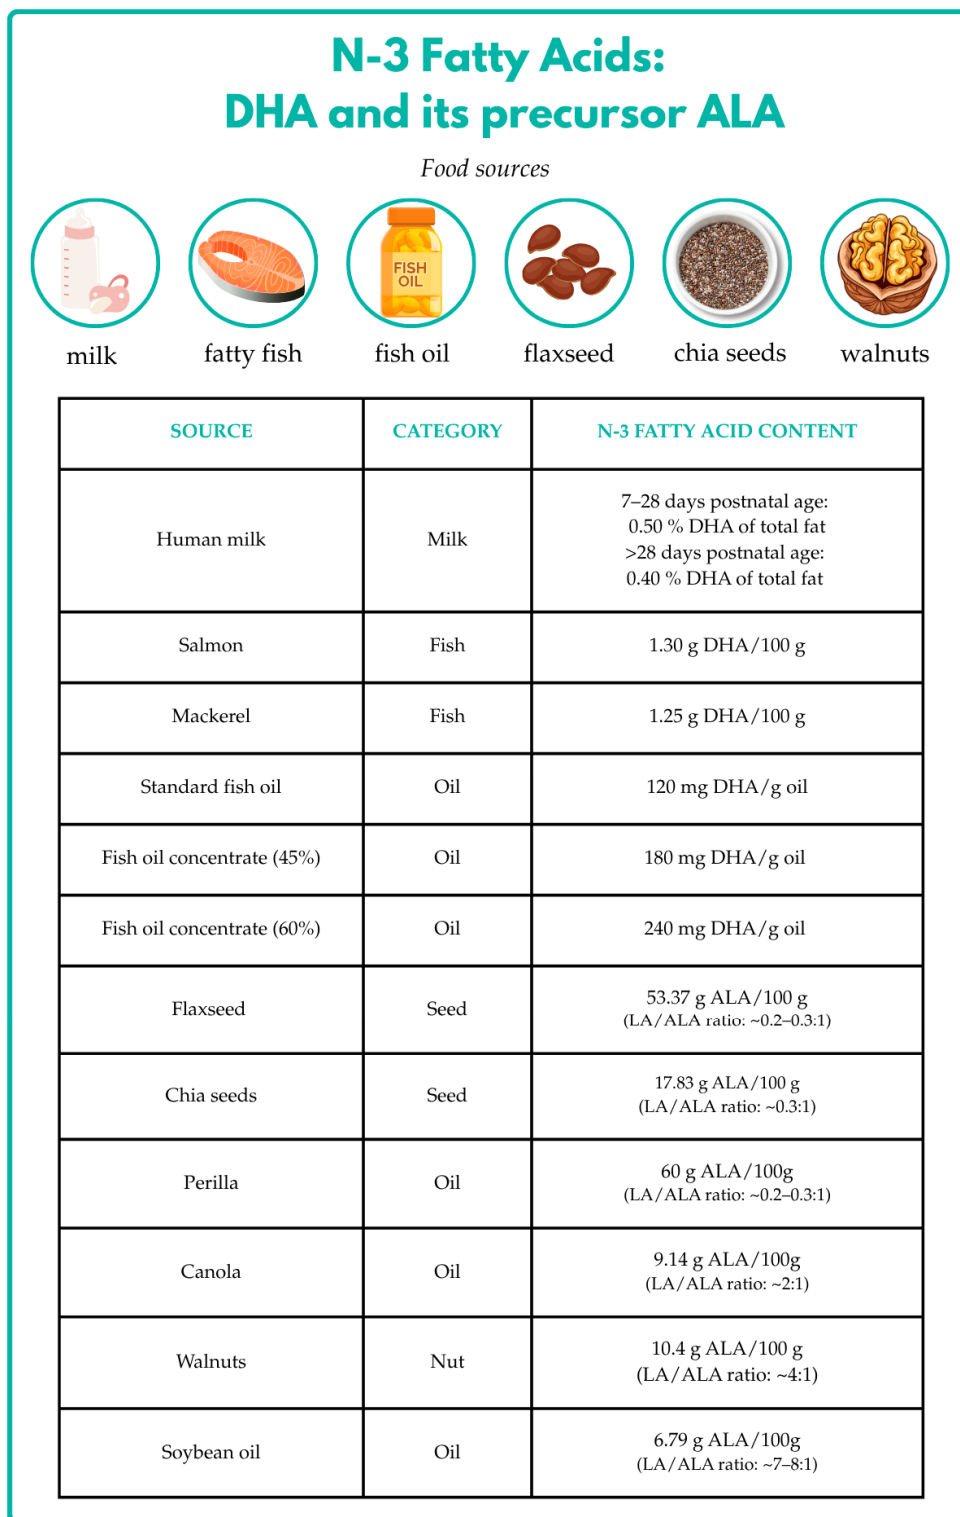 N-3 Fatty Acids:
DHA and its precursor ALA
Food sources
FISH
OIL
milk
fatty fish
fish oil
flaxseed
chia seeds
walnuts
SOURCE
CATEGORY
N-3 FATTY ACID CONTENT
Human milk
Milk
7–28 days postnatal age:
0.50 % DHA of total fat
>28 days postnatal age:
0.40 % DHA of total fat
Salmon
Fish
1.30 g DHA/100 g
Mackerel
Fish
1.25 g DHA/100 g
Standard fish oil
Oil
120 mg DHA/g oil
Fish oil concentrate (45%)
Oil
180 mg DHA/g oil
Fish oil concentrate (60%)
Oil
240 mg DHA/g oil
Flaxseed
Seed
53.37 g ALA/100 g
(LA/ALA ratio: ~0.2–0.3:1)
Chia seeds
Seed
17.83 g ALA/100 g
(LA/ALA ratio: ~0.3:1)
Perilla
Oil
60 g ALA/100g
(LA/ALA ratio: ~0.2–0.3:1)
Canola
Oil
9.14 g ALA/100g
(LA/ALA ratio: ~2:1)
Walnuts
Nut
10.4 g ALA/100 g
(LA/ALA ratio: ~4:1)
Soybean oil
Oil
6.79 g ALA/100g
(LA/ALA ratio: ~7–8:1)